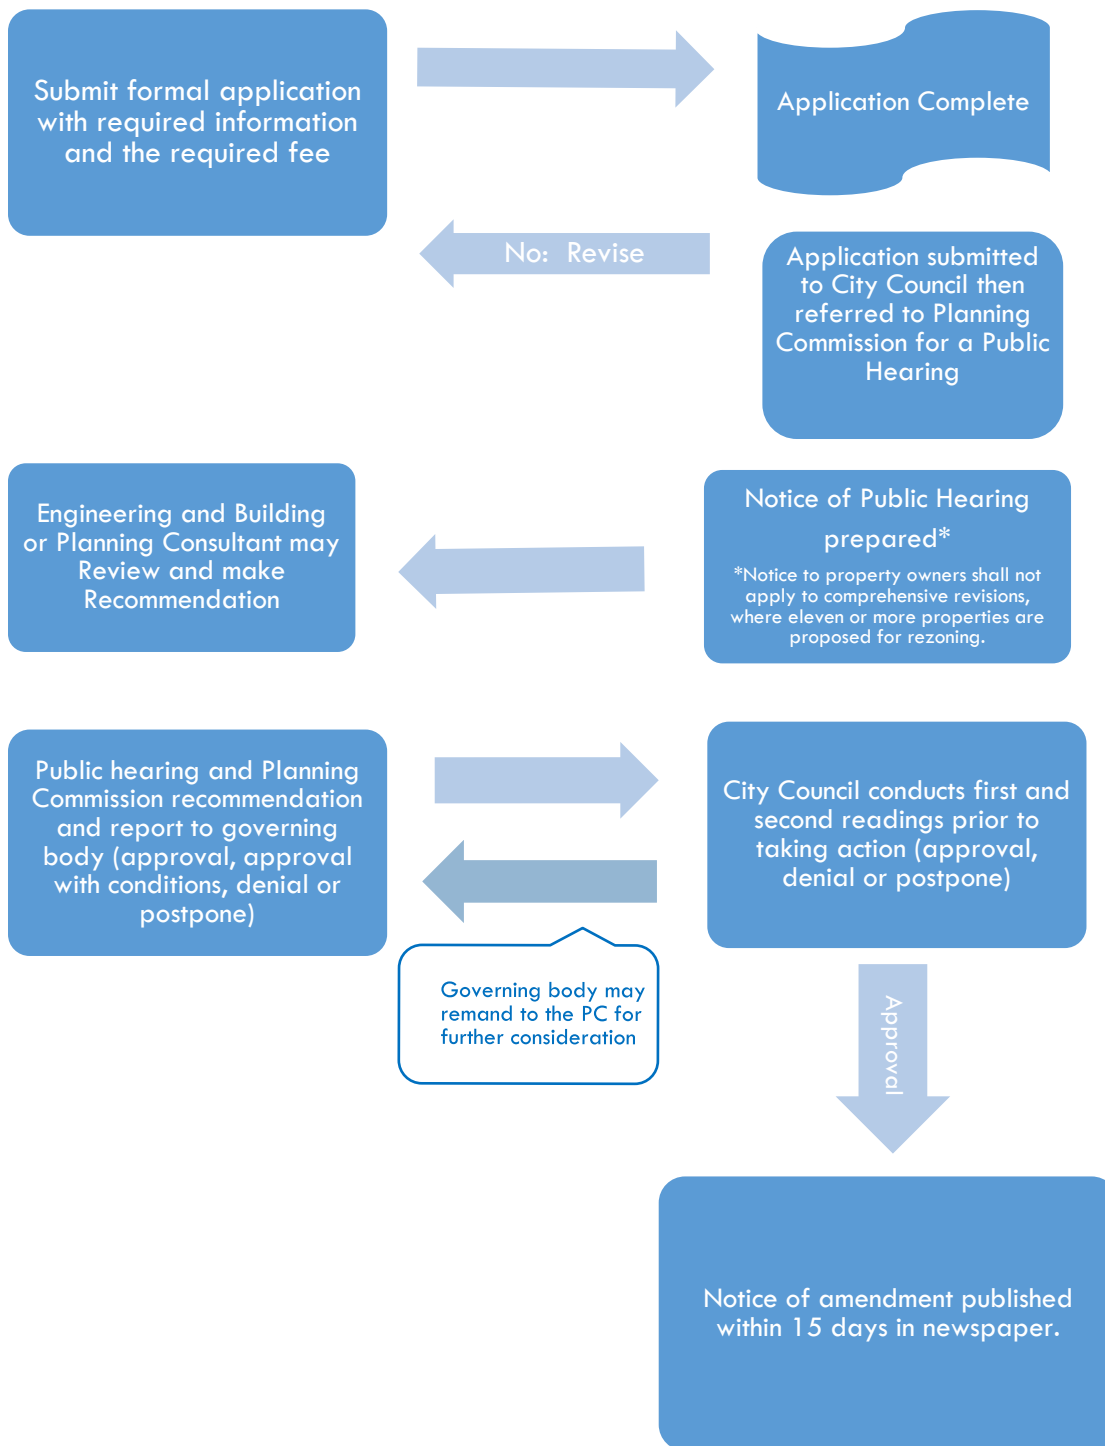 Submit formal application
with required information
and the required fee
Application Complete
No:  Revise
Application submitted
to City Council then
referred to Planning
Commission for a Public
Hearing
Engineering and Building
or Planning Consultant may
Review and make
Recommendation
Notice of Public Hearing
prepared*
*Notice to property owners shall not
apply to comprehensive revisions,
where eleven or more properties are
proposed for rezoning.
Public hearing and Planning
Commission recommendation
and report to governing
body (approval, approval
with conditions, denial or
postpone)
City Council conducts first and
second readings prior to
taking action (approval,
denial or postpone)
Governing body may
remand to the PC for
further consideration
Approval
Notice of amendment published
within 15 days in newspaper.